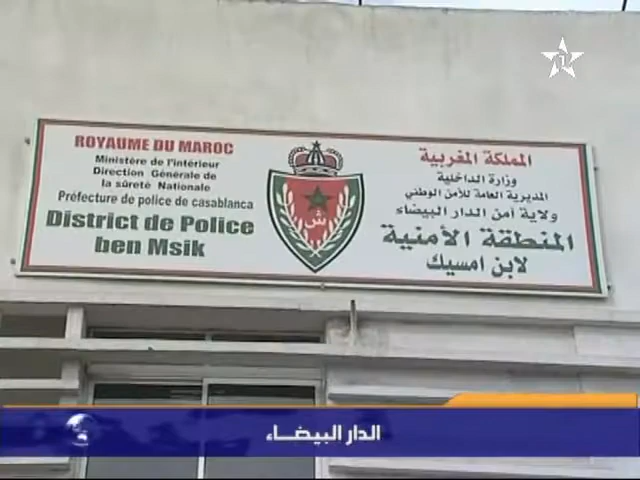 ROYAUME DU MAROC
Ministère de l'intérieur
Direction Générale de
la sûreté Nationale
Préfecture de police de casablanca
District de Police
ben Msik
ش
المملكة المغربية
وزارة الداخلية
المديرية العامة للأمن الوطني
ولاية أمن الدار البيضاء
المنطقة الأمنية
لابن امسيك
الدار البيضاء